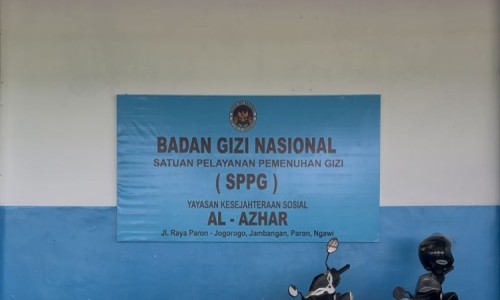 BADAN GIZI NASIONAL
SATUAN PELAYANAN PEMENUHAN GIZI
( SPPG )
YAYASAN KESEJAHTERAAN SOSIAL
AL - AZHAR
Jl. Raya Paron - Jogorogo, Jambangan, Paron, Ngawi